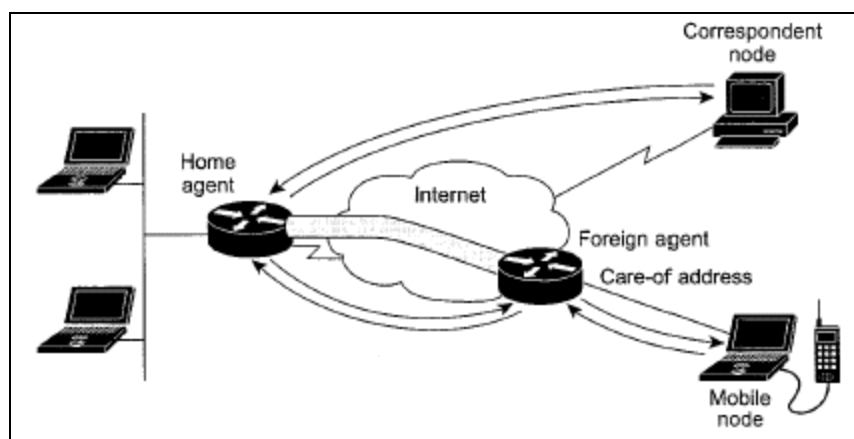 Correspondent
node
Home
agent
Internet
Foreign agent
Care-of address
Mobile
node